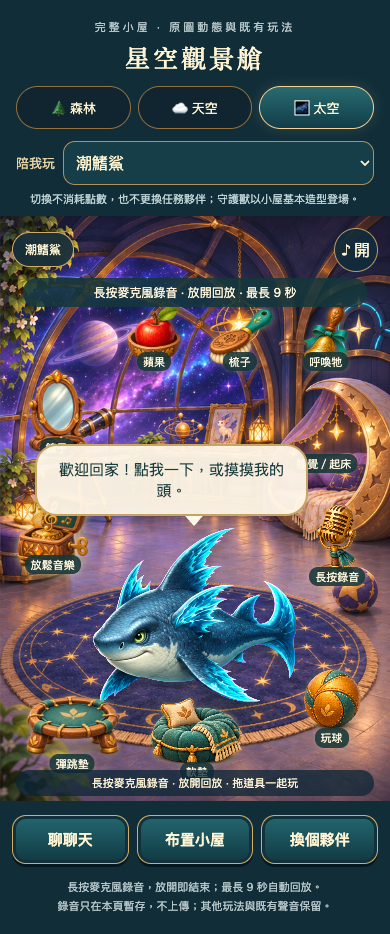 完整小屋 · 原圖動態與既有玩法
星空觀景艙
森林
天空
太空
陪我玩
潮鰭鯊
切換不消耗點數，也不更換任務夥伴；守護獸以小屋基本造型登場。
潮鰭鯊
♪開
長按麥克風錄音 · 放開回放 · 最長 9 秒
蘋果
梳子
呼喚牠
覺 / 起床
歡迎回家！點我一下，或摸摸我的
頭。
放鬆音樂
長按錄音
玩球
彈跳墊
軟墊
長按麥克風錄音 · 放開回放 · 拖道具一起玩
聊聊天
布置小屋
換個夥伴
長按麥克風錄音，放開即結束；最長 9 秒自動回放。
錄音只在本頁暫存，不上傳；其他玩法與既有聲音保留。